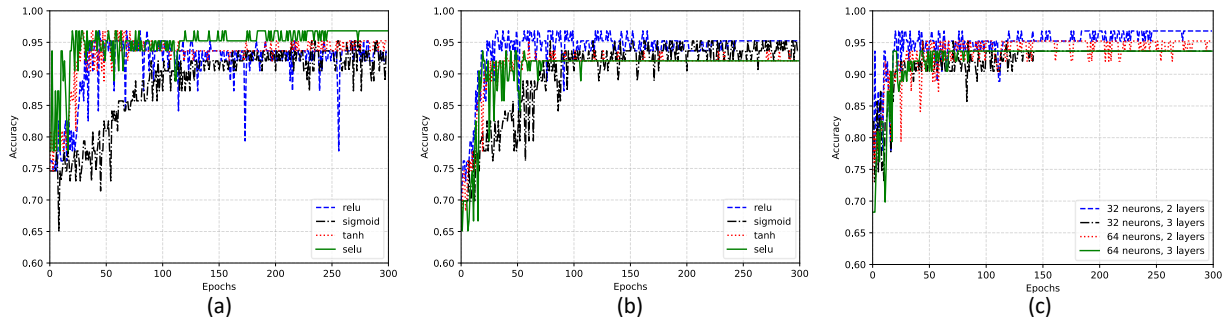 1.00
0.95
0.90
0.85
0.80
0.75
0.70
0.65
0.60
Accuracy
relu
sigmoid
tanh
selu
0 50 100 150 200 250 300
Epochs
(a)
1.00
0.95
0.90
0.85
0.80
0.75
0.70
0.65
0.60
Accuracy
relu
sigmoid
tanh
selu
0 50 100 150 200 250 300
Epochs
(b)
1.00
0.95
0.90
0.85
0.80
0.75
0.70
0.65
0.60
Accuracy
32 neurons, 2 layers
32 neurons, 3 layers
64 neurons, 2 layers
64 neurons, 3 layers
0 50 100 150 200 250 300
Epochs
(c)